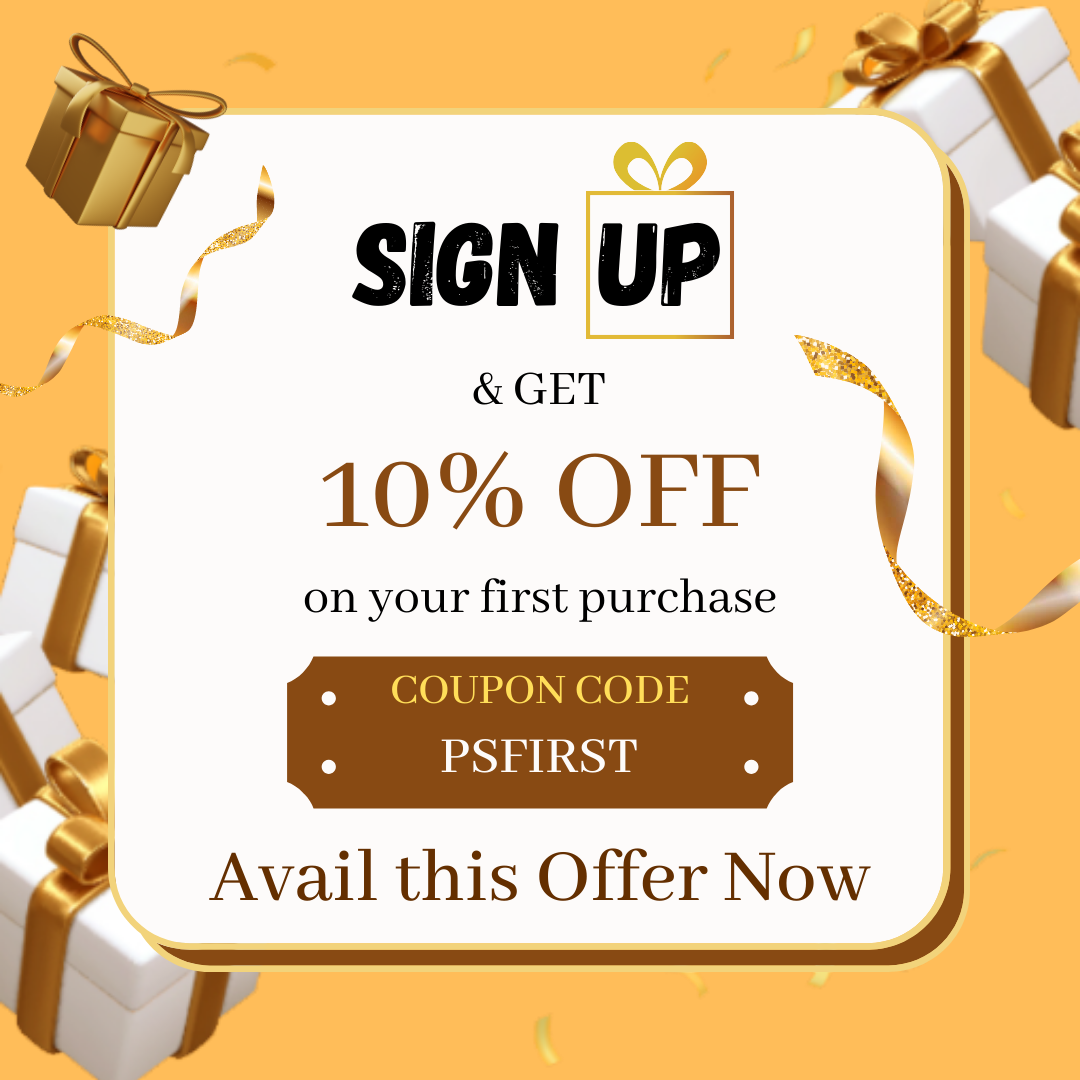 SIGN UP
& GET
10% OFF
on your first purchase
COUPON CODE
PSFIRST
Avail this Offer Now